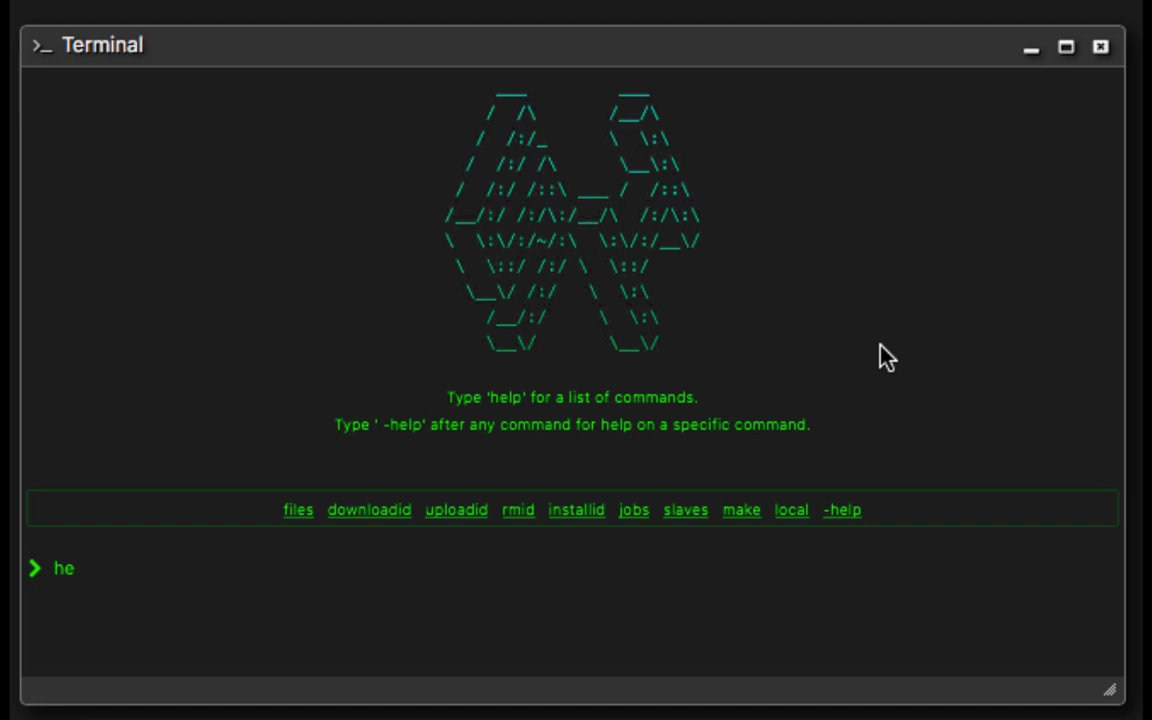 >_ Terminal
Type 'help' for a list of commands.
Type ' -help' after any command for help on a specific command.
files downloadid uploadid rmid installid jobs slaves make local -help
he